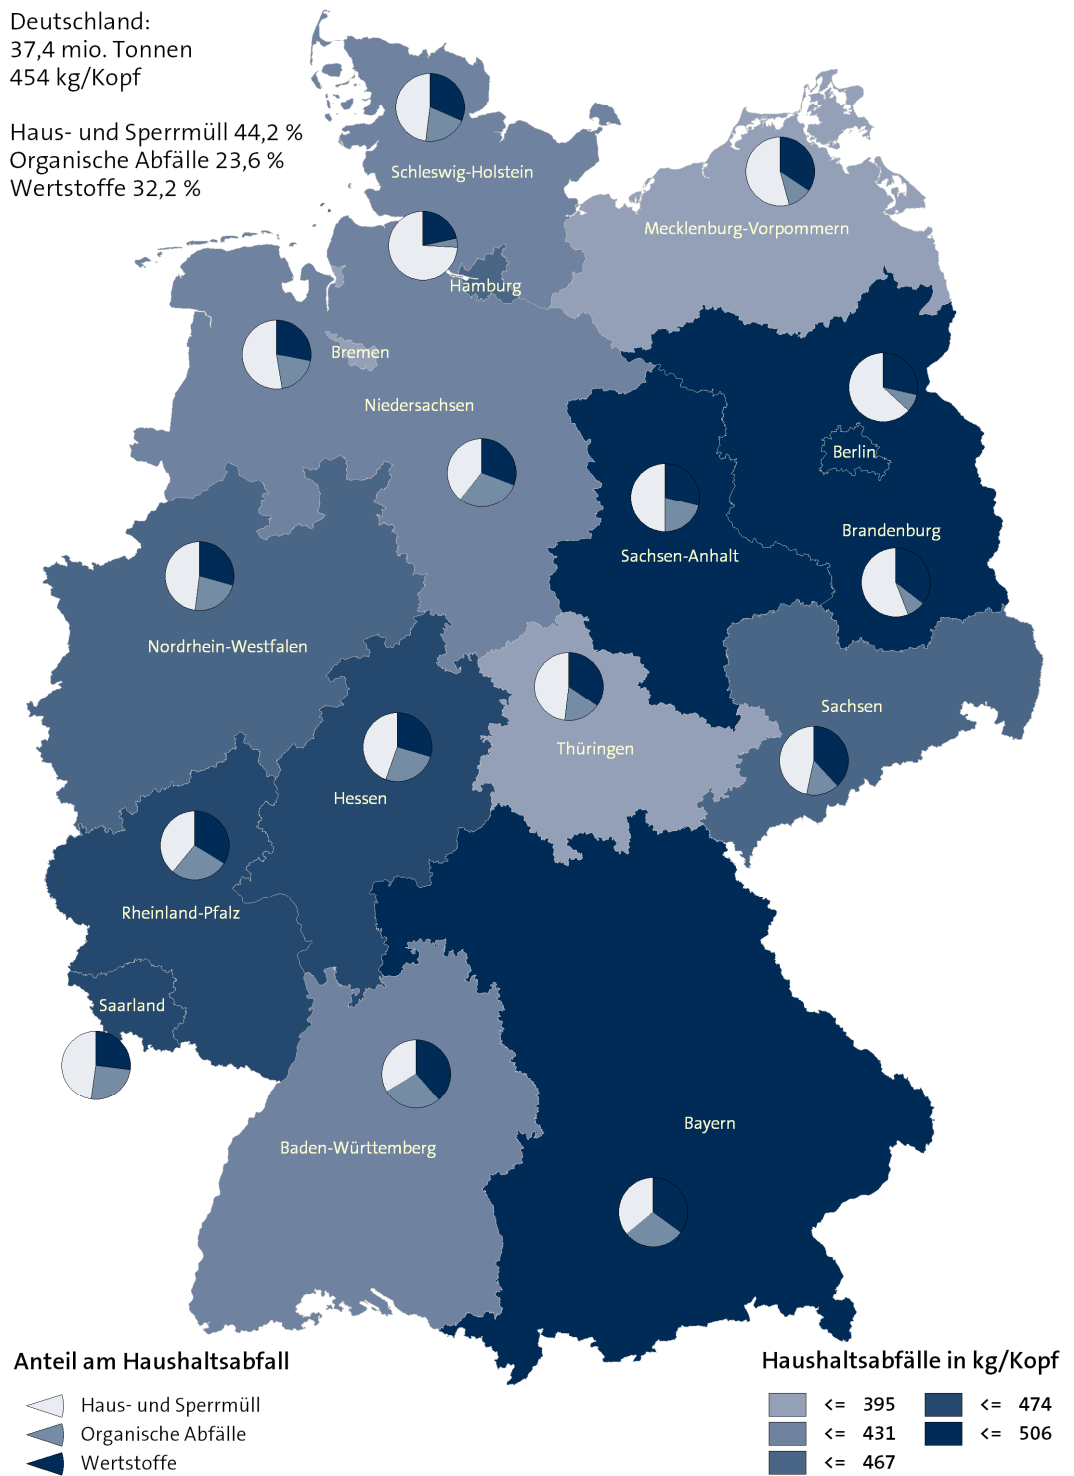 Deutschland:
37,4 mio. Tonnen
454 kg/Kopf
Haus- und Sperrmüll 44,2 %
Organische Abfälle 23,6 %
Wertstoffe 32,2 %
Schleswig-Holstein
Mecklenburg-Vorpommern
Hamburg
Bremen
Niedersachsen
Berlin
Brandenburg
Sachsen-Anhalt
Nordrhein-Westfalen
Sachsen
Thüringen
Hessen
Rheinland-Pfalz
Saarland
Bayern
Baden-Württemberg
Anteil am Haushaltsabfall
Haus- und Sperrmüll
Organische Abfälle
Wertstoffe
Haushaltsabfälle in kg/Kopf
<= 395
<= 431
<= 467
<= 474
<= 506